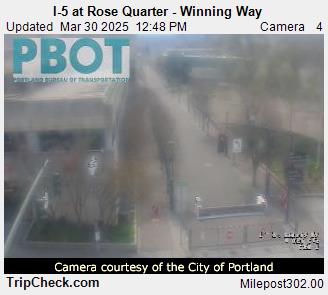 I-5 at Rose Quarter - Winning Way
Updated Mar 30 2025 12:48 PM Camera 4
PBOT
PORTLAND BUREAU OF TRANSPORTATION
Camera courtesy of the City of Portland
TripCheck.com Milepost302.00